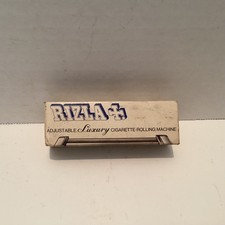 RIZLA+
ADJUSTABLE Luxury CIGARETTE ROLLING MACHINE